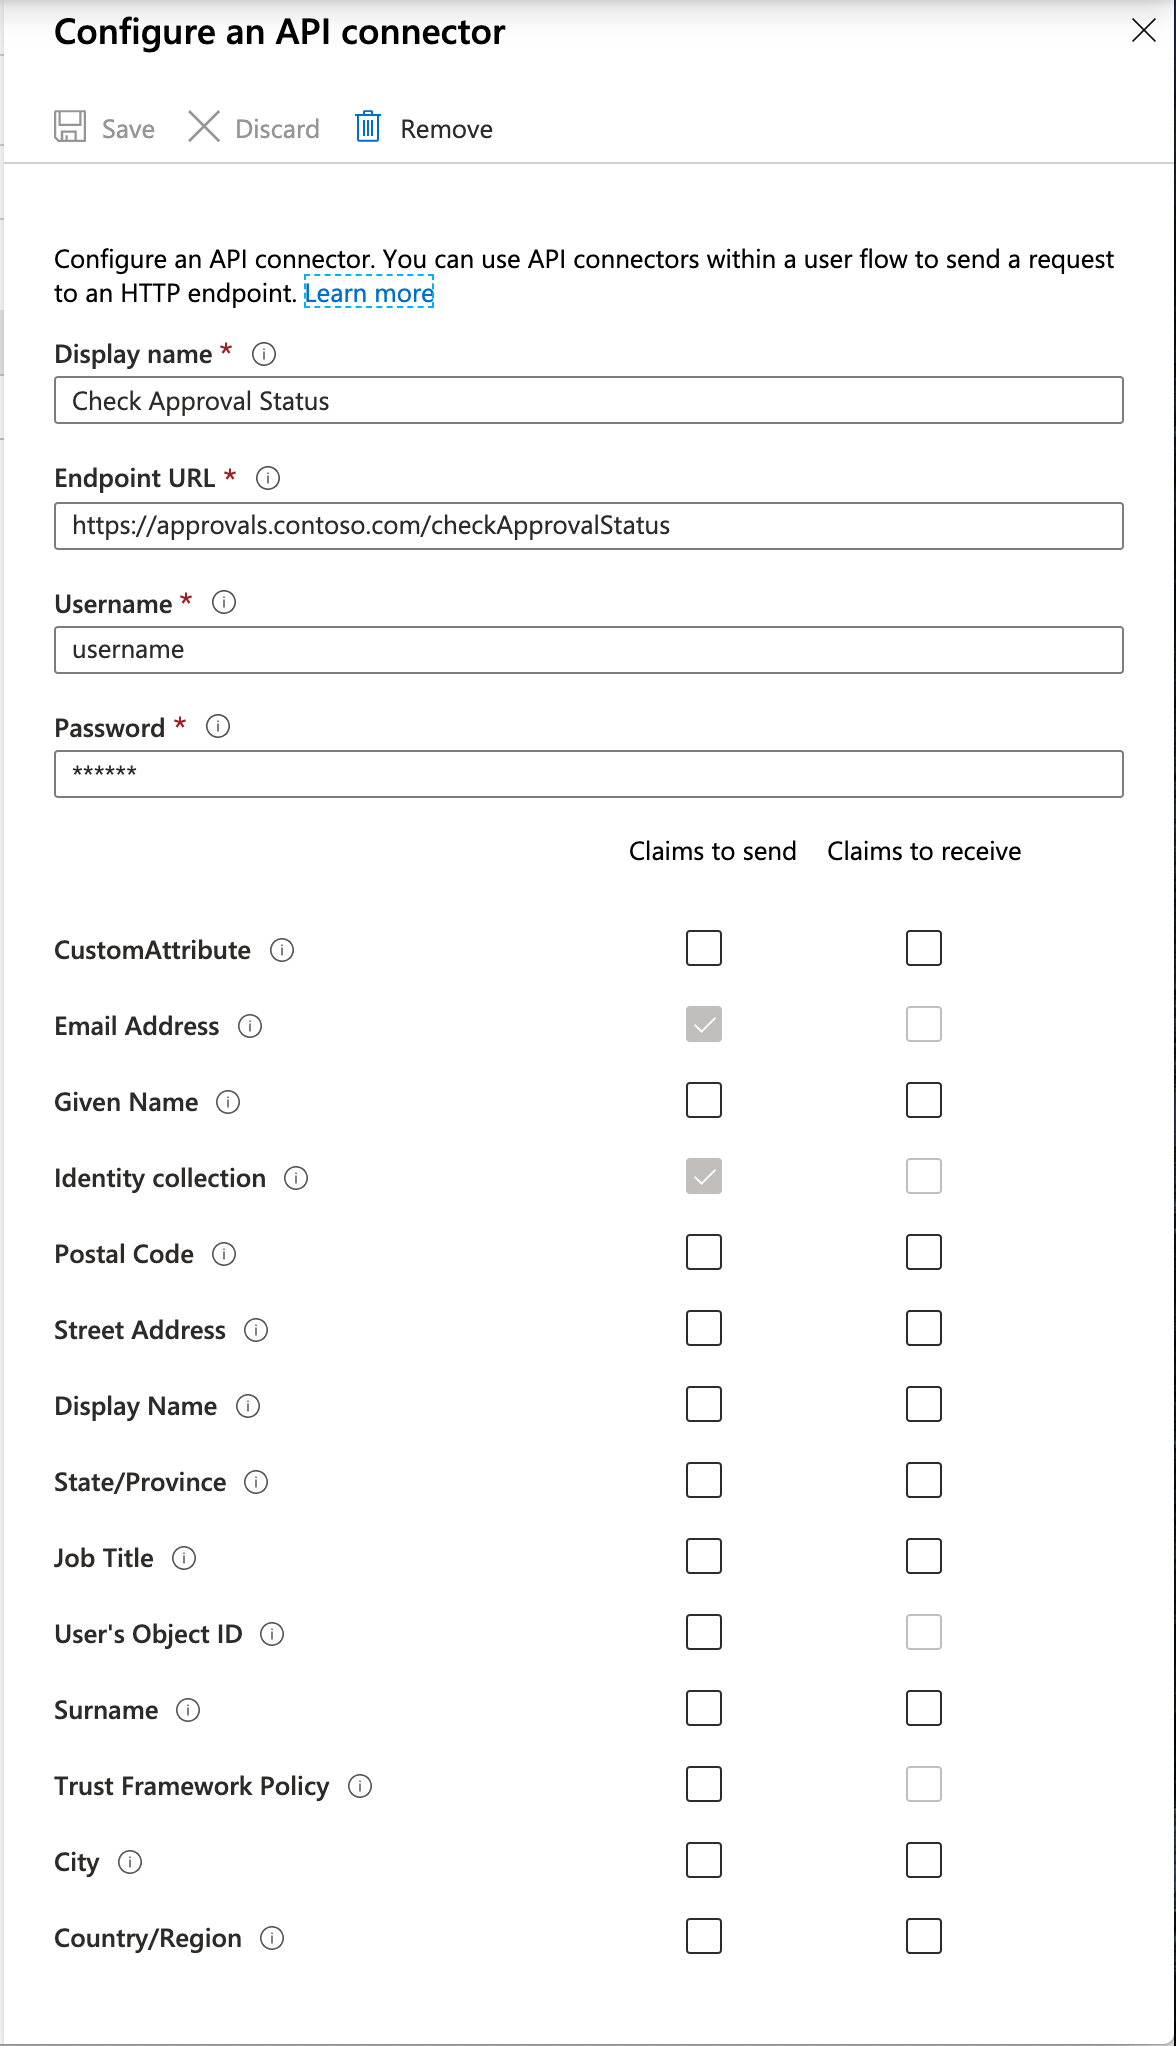 Configure an API connector
Save Discard Remove
Configure an API connector. You can use API connectors within a user flow to send a request
to an HTTP endpoint. Learn more
Display name *
Check Approval Status
Endpoint URL *
https://approvals.contoso.com/checkApprovalStatus
Username *
username
Password *
******
Claims to send Claims to receive
CustomAttribute
Email Address
Given Name
Identity collection
Postal Code
Street Address
Display Name
State/Province
Job Title
User's Object ID
Surname
Trust Framework Policy
City
Country/Region